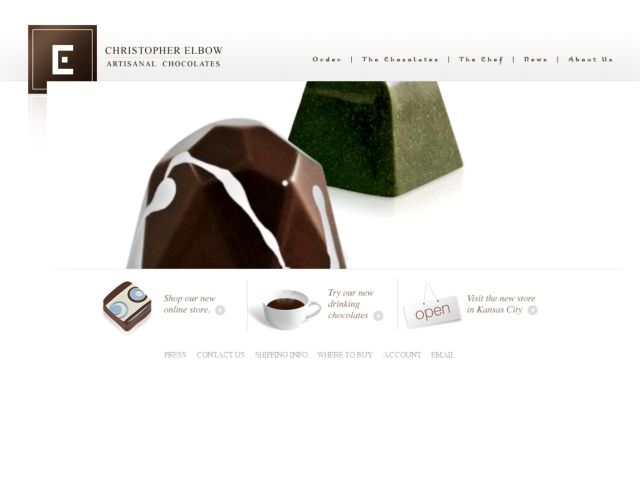 E
CHRISTOPHER ELBOW
ARTISANAL CHOCOLATES
Order | The Chocolates | The Chef | News | About Us
Shop our new
online store.
Try our new
drinking
chocolates
open
Visit the new store
in Kansas City
PRESS CONTACT US SHIPPING INFO WHERE TO BUY ACCOUNT EMAIL